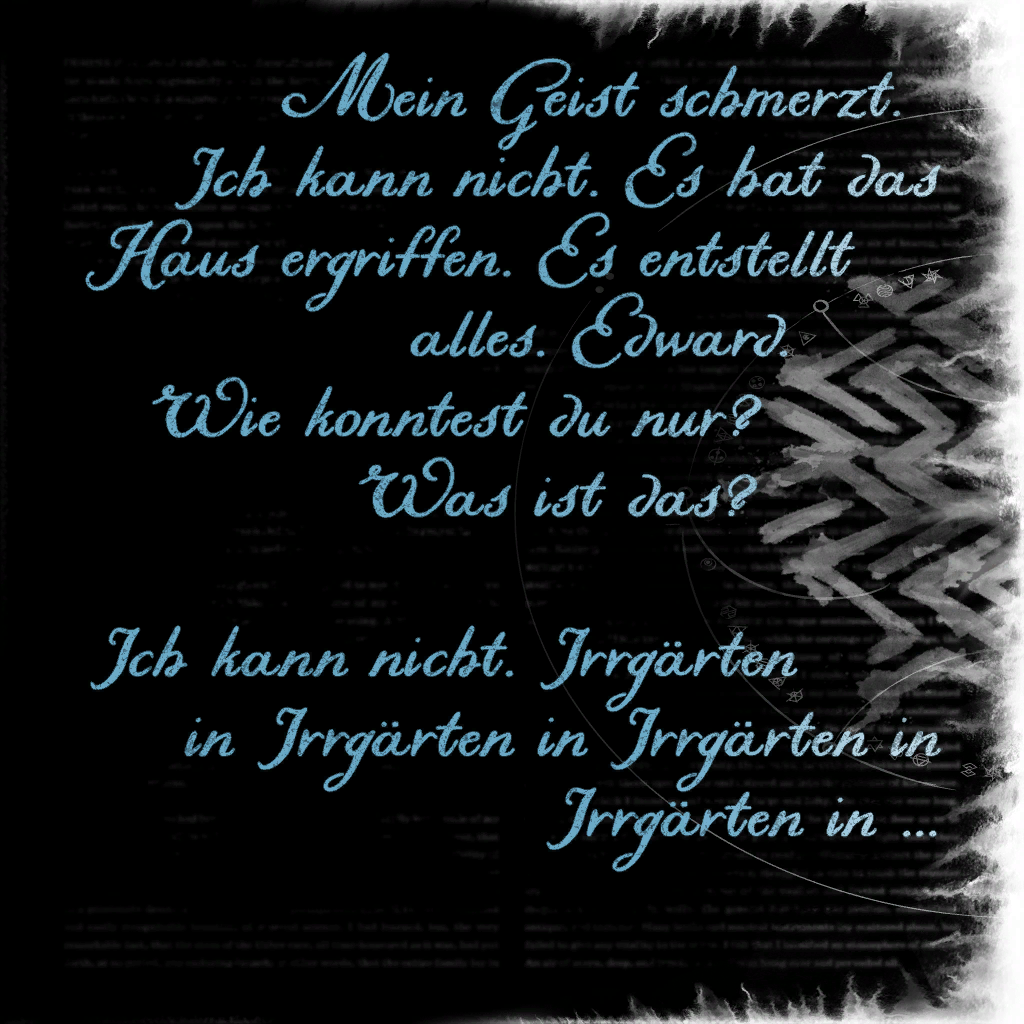 Mein Geist schmerzt.
Ich kann nicht. Es hat das
Haus ergriffen. Es entstellt
alles. Edward.
Wie konntest du nur?
Was ist das?
Ich kann nicht. Irrgärten
in Irrgärten in Irrgärten in
Irrgärten in ...